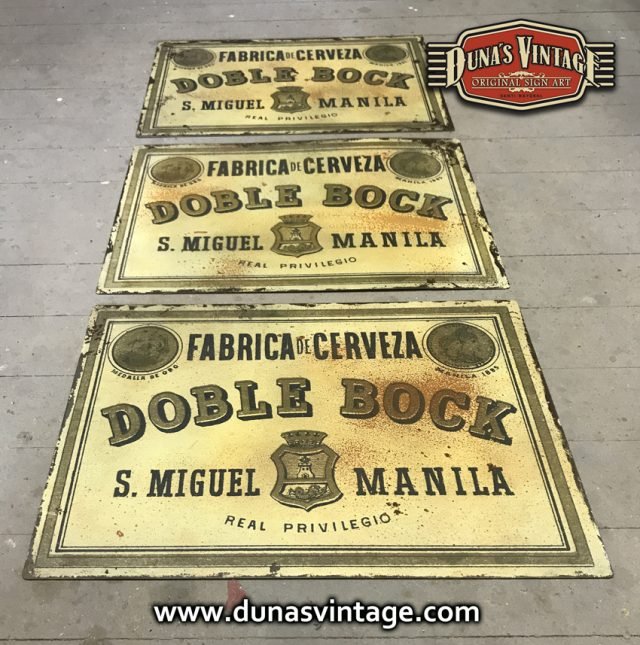 DUNA'S VINTAGE
ORIGINAL SIGN ART
FABRICA DE CERVEZA
DOBLE BOCK
S. MIGUEL MANILA
REAL PRIVILEGIO
FABRICA DE CERVEZA
DOBLE BOCK
S. MIGUEL MANILA
REAL PRIVILEGIO
FABRICA DE CERVEZA
MEDALLA DE ORO
DOBLE BOCK
S. MIGUEL MANILA
REAL PRIVILEGIO
www.dunasvintage.com